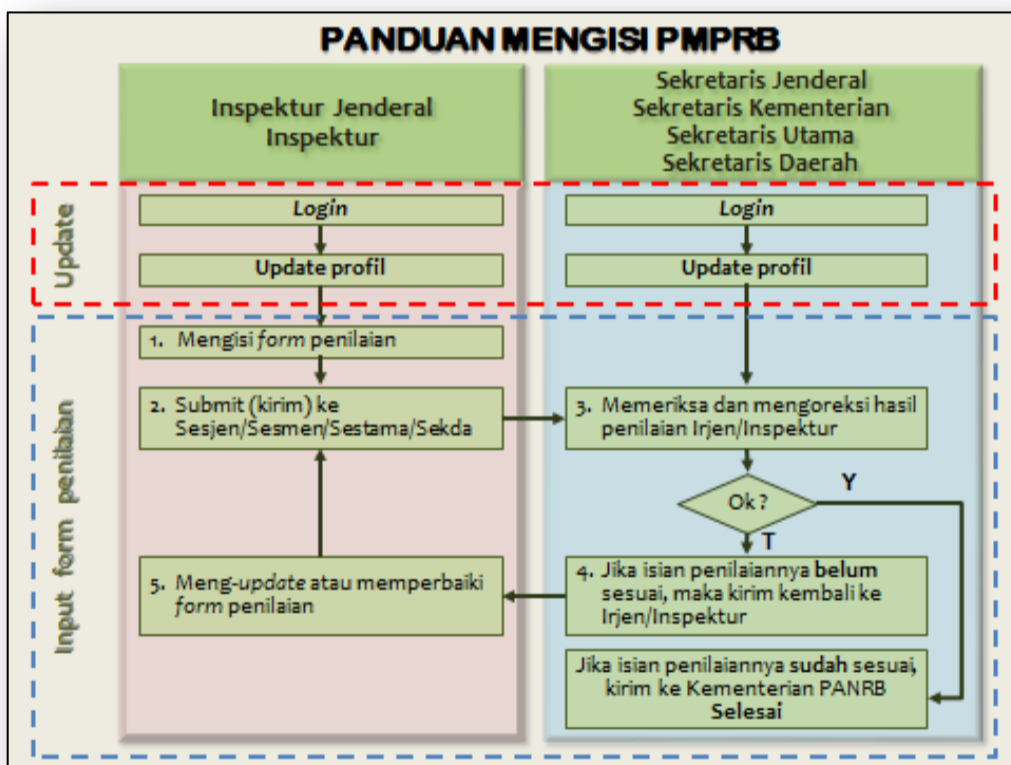 PANDUAN MENGISI PMPRB
Inspektur Jenderal
Inspektur
Sekretaris Jenderal
Sekretaris Kementerian
Sekretaris Utama
Sekretaris Daerah
Update
Login
Update profil
Login
Update profil
Input form penilaian
1. Mengisi form penilaian
2. Submit (kirim) ke
Sesjen/Sesmen/Sestama/Sekda
3. Memeriksa dan mengoreksi hasil
penilaian Irjen/Inspektur
Ok?
Y
T
4. Jika isian penilaiannya belum
sesuai, maka kirim kembali ke
Irjen/Inspektur
5. Meng-update atau memperbaiki
form penilaian
Jika isian penilaiannya sudah sesuai,
kirim ke Kementerian PANRB
Selesai